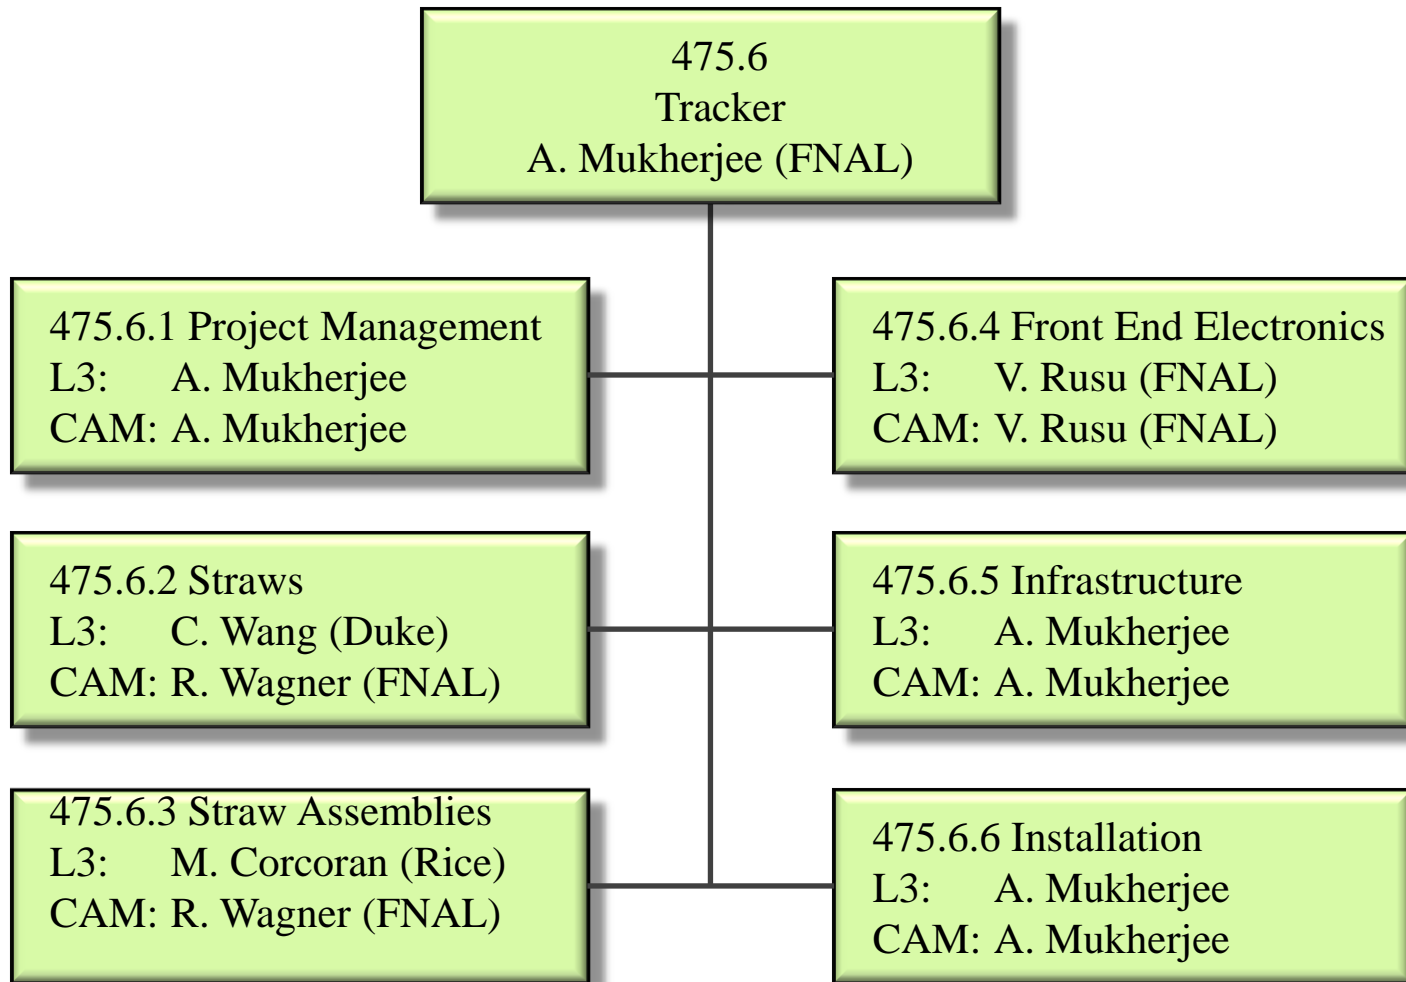 475.6
Tracker
A. Mukherjee (FNAL)
475.6.1 Project Management
L3: A. Mukherjee
CAM: A. Mukherjee
475.6.2 Straws
L3: C. Wang (Duke)
CAM: R. Wagner (FNAL)
475.6.3 Straw Assemblies
L3: M. Corcoran (Rice)
CAM: R. Wagner (FNAL)
475.6.4 Front End Electronics
L3: V. Rusu (FNAL)
CAM: V. Rusu (FNAL)
475.6.5 Infrastructure
L3: A. Mukherjee
CAM: A. Mukherjee
475.6.6 Installation
L3: A. Mukherjee
CAM: A. Mukherjee